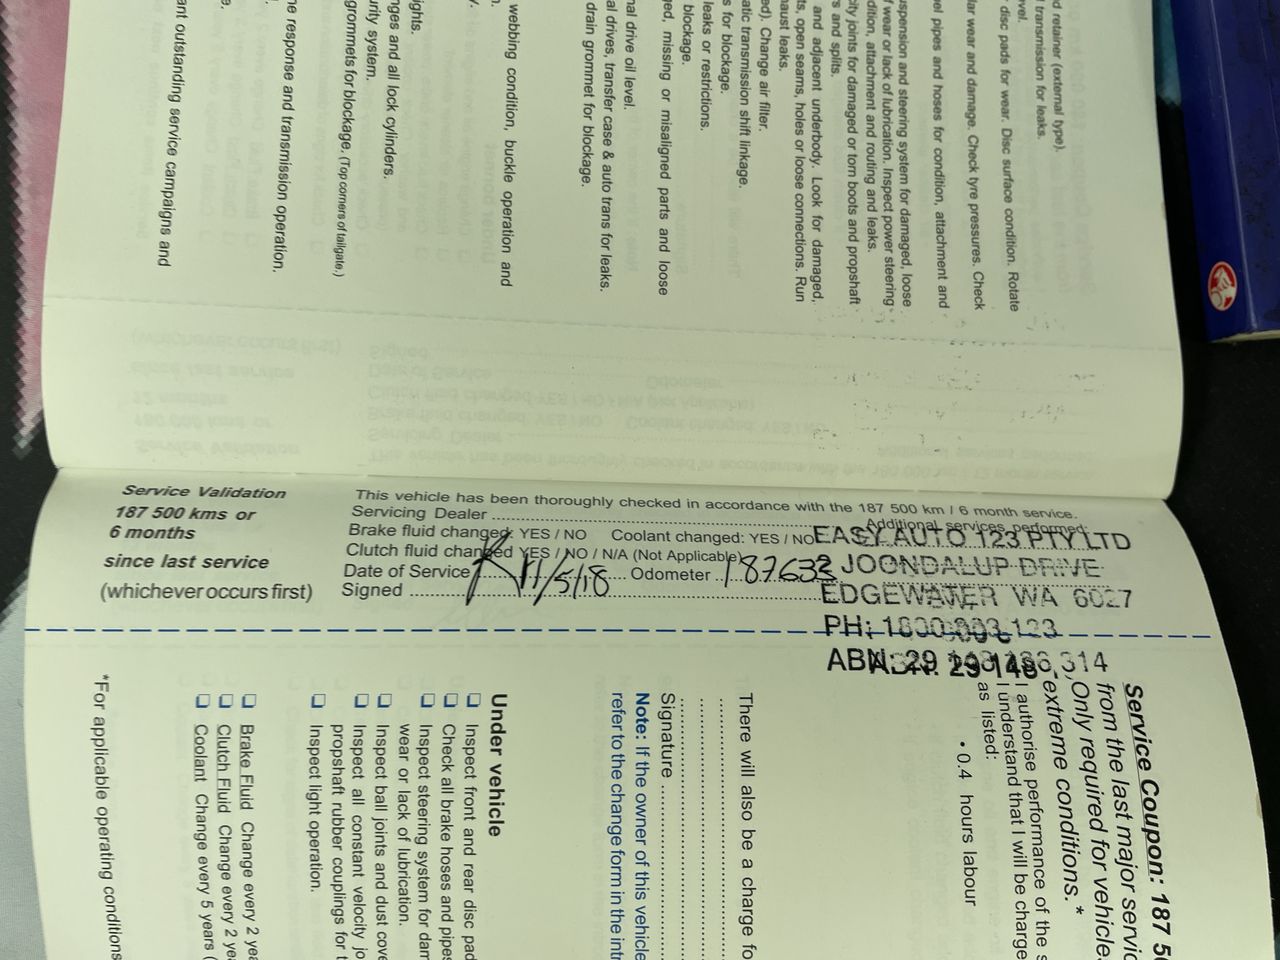 Service Validation
187 500 kms or
6 months
since last service
(whichever occurs first)
This vehicle has been thoroughly checked in accordance with the 187 500 km / 6 month service.
Servicing Dealer
Additional services performed:
Brake fluid changed: YES / NO Coolant changed: YES / NO
Clutch fluid changed YES / NO / N/A (Not Applicable)
Date of Service 11/5/18 Odometer 187633
Signed
EASY AUTO 123 PTY LTD
2 JOONDALUP DRIVE
EDGEWATER WA 6027
PH: 123
ABN: 29 314
d retainer (external type).
transmission for leaks.
evel.
disc pads for wear. Disc surface condition. Rotate
lar wear and damage. Check tyre pressures. Check
el pipes and hoses for condition, attachment and
uspension and steering system for damaged, loose
f wear or lack of lubrication. Inspect power steering
dition, attachment and routing and leaks.
city joints for damaged or torn boots and propshaft
s and splits.
and adjacent underbody. Look for damaged,
ts, open seams, holes or loose connections. Run
haust leaks.
ed). Change air filter.
atic transmission shift linkage.
s for blockage.
leaks or restrictions.
blockage.
ged, missing or misaligned parts and loose
nal drive oil level.
al drives, transfer case & auto trans for leaks.
drain grommet for blockage.
webbing condition, buckle operation and
n.
y.
ights.
nges and all lock cylinders.
urity system.
grommets for blockage. (Top corners of tailgate.)
ne response and transmission operation.
e.
ant outstanding service campaigns and
Service Coupon: 187 5
from the last major servic
Only required for vehicle
extreme conditions. *
I authorise performance of the s
I understand that I will be charge
as listed:
• 0.4 hours labour
There will also be a charge fo
Signature
Note: If the owner of this vehicle
refer to the change form in the intr
Under vehicle
❏ Inspect front and rear disc pad
❏ Check all brake hoses and pipes
❏ Inspect steering system for dam
wear or lack of lubrication.
❏ Inspect ball joints and dust cove
❏ Inspect all constant velocity jo
propshaft rubber couplings for t
❏ Inspect light operation.
❏ Brake Fluid Change every 2 yea
❏ Clutch Fluid Change every 2 ye
❏ Coolant Change every 5 years (
*For applicable operating conditions